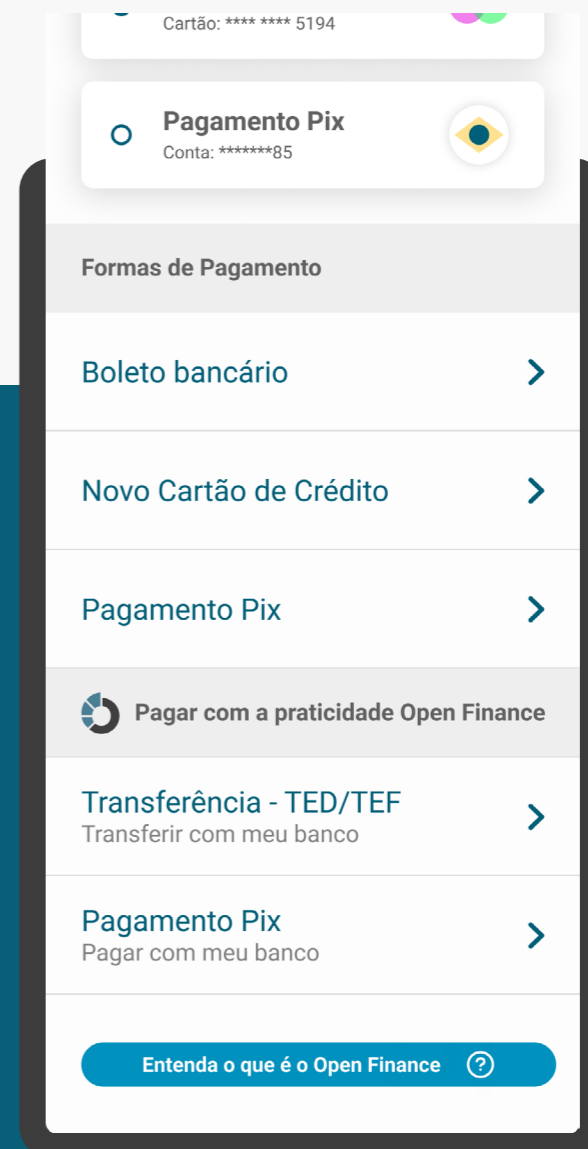 Cartão: **** **** 5194
Pagamento Pix
Conta: *******85
Formas de Pagamento
Boleto bancário
Novo Cartão de Crédito
Pagamento Pix
Pagar com a praticidade Open Finance
Transferência - TED/TEF
Transferir com meu banco
Pagamento Pix
Pagar com meu banco
Entenda o que é o Open Finance ?